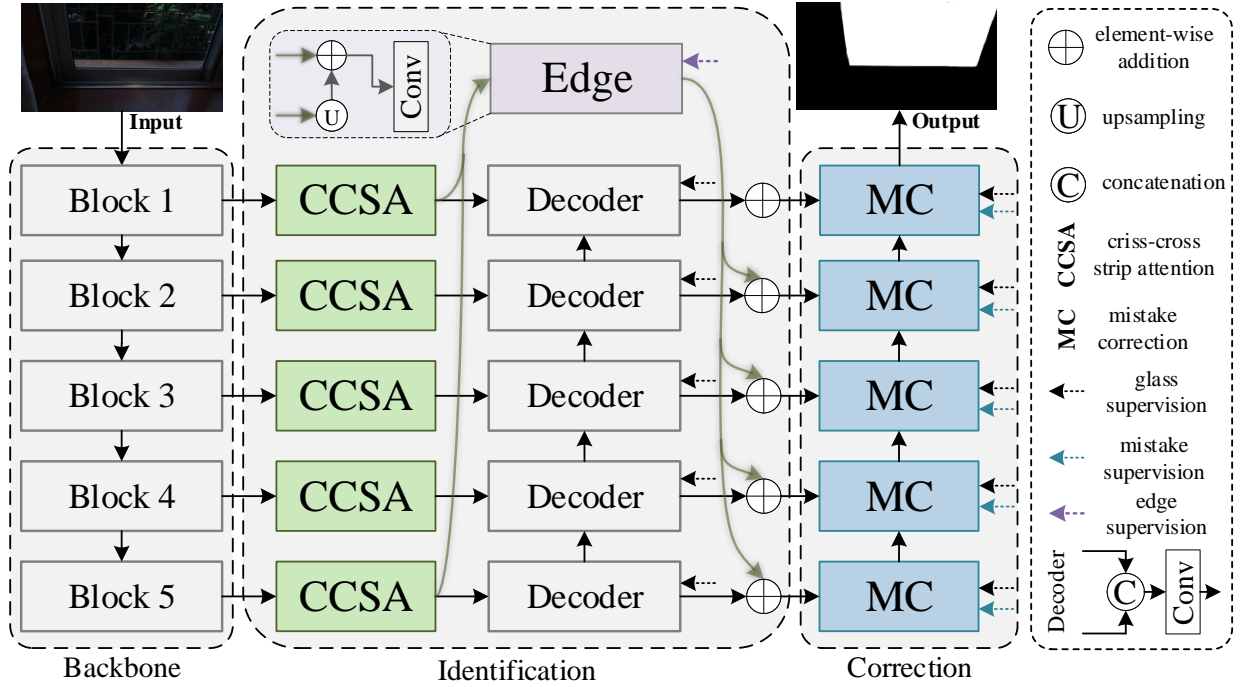 Input
Block 1
Block 2
Block 3
Block 4
Block 5
Backbone
U
Conv
Edge
CCSA
Decoder
CCSA
Decoder
CCSA
Decoder
CCSA
Decoder
CCSA
Decoder
Identification
Output
MC
MC
MC
MC
MC
Correction
element-wise
addition
U
upsampling
C
concatenation
CCSA
criss-cross
strip attention
MC
mistake
correction
glass
supervision
mistake
supervision
edge
supervision
Decoder
C
Conv